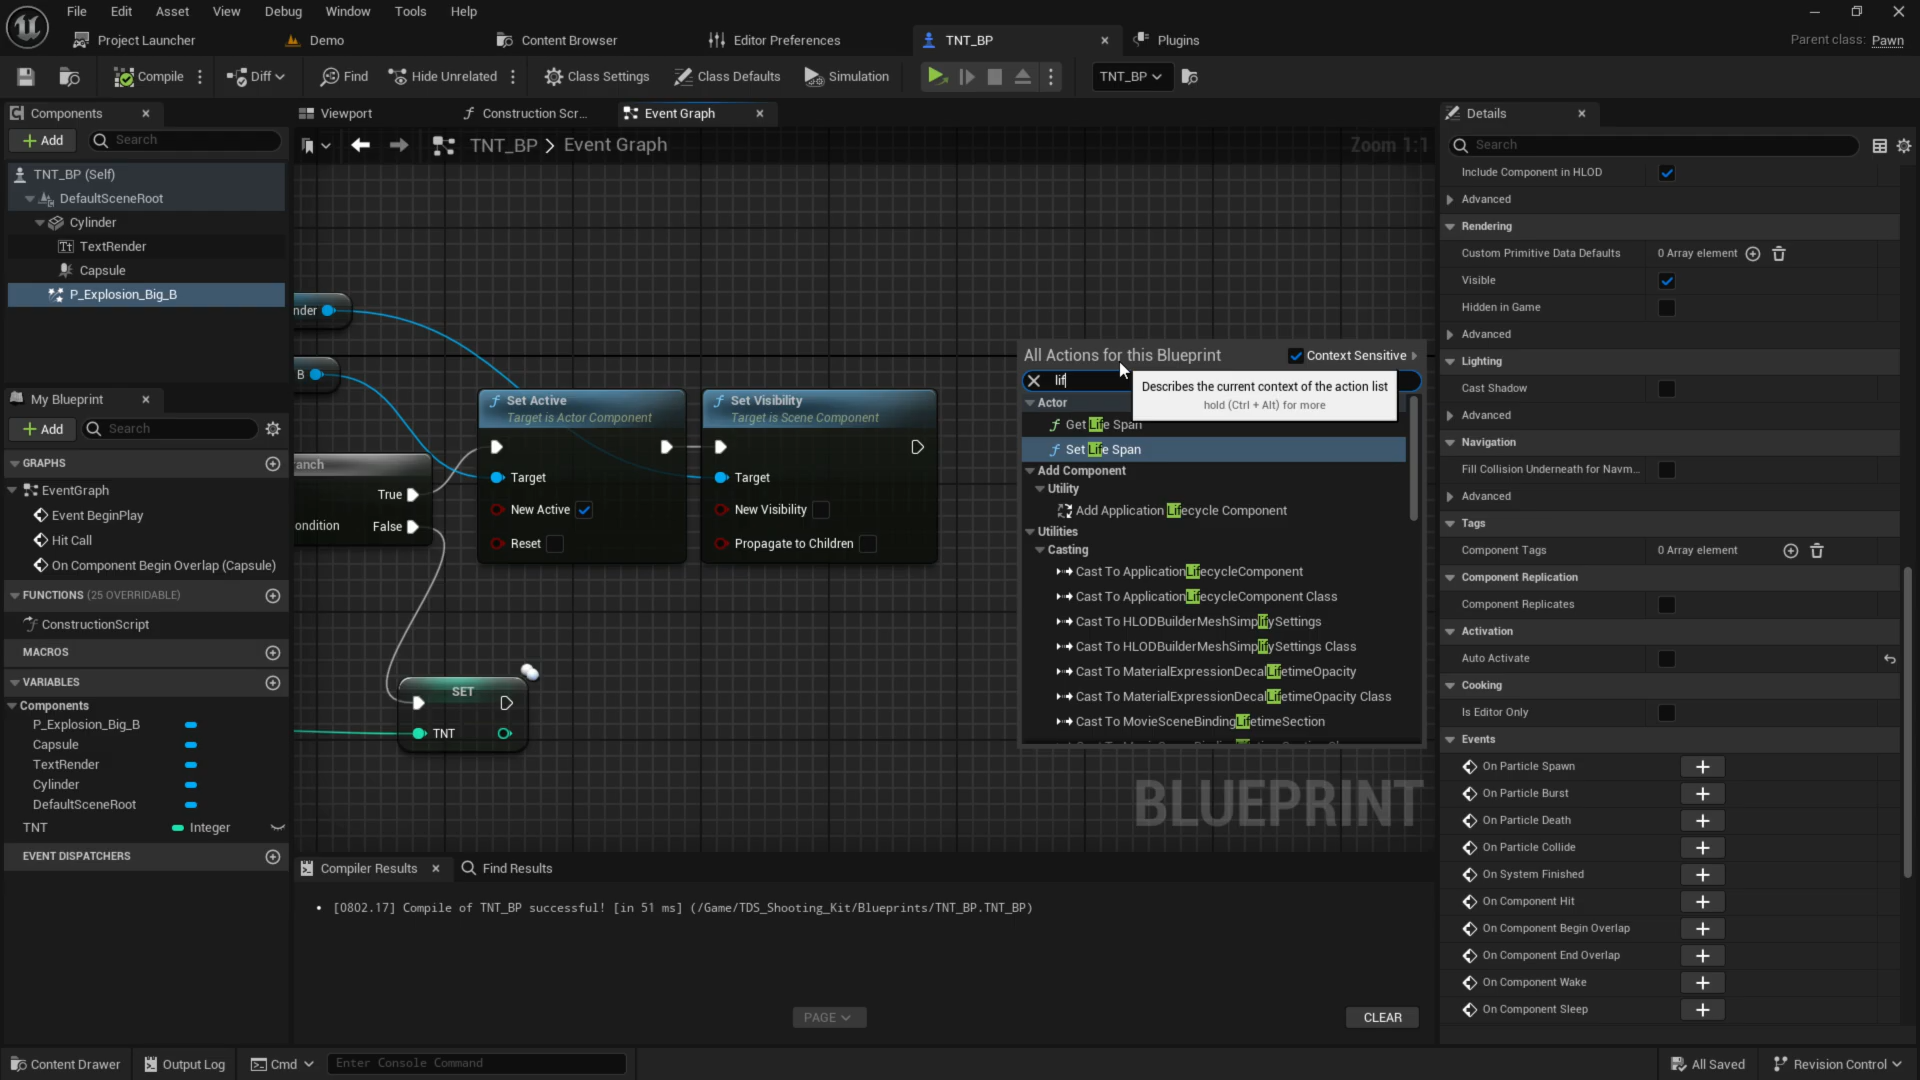 File Edit Asset View Debug Window Tools Help
Project Launcher Demo Content Browser Editor Preferences TNT_BP Plugins Parent class: Pawn
Compile Diff Find Hide Unrelated Class Settings Class Defaults Simulation TNT_BP
Components
Add Search
TNT_BP (Self)
DefaultSceneRoot
Cylinder
TextRender
Capsule
P_Explosion_Big_B
My Blueprint
Add Search
GRAPHS
EventGraph
Event BeginPlay
Hit Call
On Component Begin Overlap (Capsule)
FUNCTIONS (25 OVERRIDABLE)
ConstructionScript
MACROS
VARIABLES
Components
P_Explosion_Big_B
Capsule
TextRender
Cylinder
DefaultSceneRoot
TNT Integer
EVENT DISPATCHERS
Viewport Construction Scr... Event Graph
TNT_BP > Event Graph Zoom 1:1
nder
B
anch
True
ondition False
Set Active
Target is Actor Component
Target
New Active
Reset
Set Visibility
Target is Scene Component
Target
New Visibility
Propagate to Children
SET
TNT
All Actions for this Blueprint Context Sensitive
lif
Describes the current context of the action list
hold (Ctrl + Alt) for more
Actor
Get Life Span
Set Life Span
Add Component
Utility
Add Application Lifecycle Component
Utilities
Casting
Cast To ApplicationLifecycleComponent
Cast To ApplicationLifecycleComponent Class
Cast To HLODBuilderMeshSimplifySettings
Cast To HLODBuilderMeshSimplifySettings Class
Cast To MaterialExpressionDecalLifetimeOpacity
Cast To MaterialExpressionDecalLifetimeOpacity Class
Cast To MovieSceneBindingLifetimeSection
BLUEPRINT
Compiler Results Find Results
[0802.17] Compile of TNT_BP successful! [in 51 ms] (/Game/TDS_Shooting_Kit/Blueprints/TNT_BP.TNT_BP)
PAGE CLEAR
Details
Search
Include Component in HLOD
Advanced
Rendering
Custom Primitive Data Defaults 0 Array element
Visible
Hidden in Game
Advanced
Lighting
Cast Shadow
Advanced
Navigation
Fill Collision Underneath for Navm...
Advanced
Tags
Component Tags 0 Array element
Component Replication
Component Replicates
Activation
Auto Activate
Cooking
Is Editor Only
Events
On Particle Spawn
On Particle Burst
On Particle Death
On Particle Collide
On System Finished
On Component Hit
On Component Begin Overlap
On Component End Overlap
On Component Wake
On Component Sleep
Content Drawer Output Log Cmd Enter Console Command All Saved Revision Control